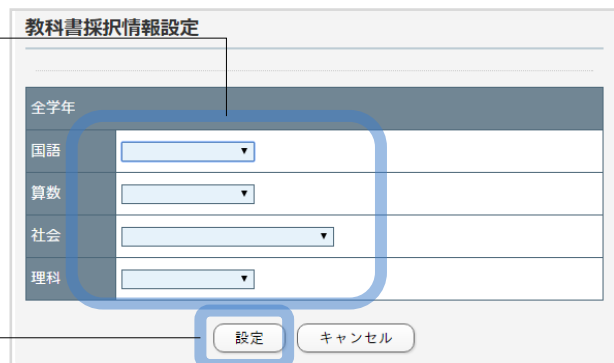 教科書採択情報設定
全学年
国語
算数
社会
理科
設定 キャンセル